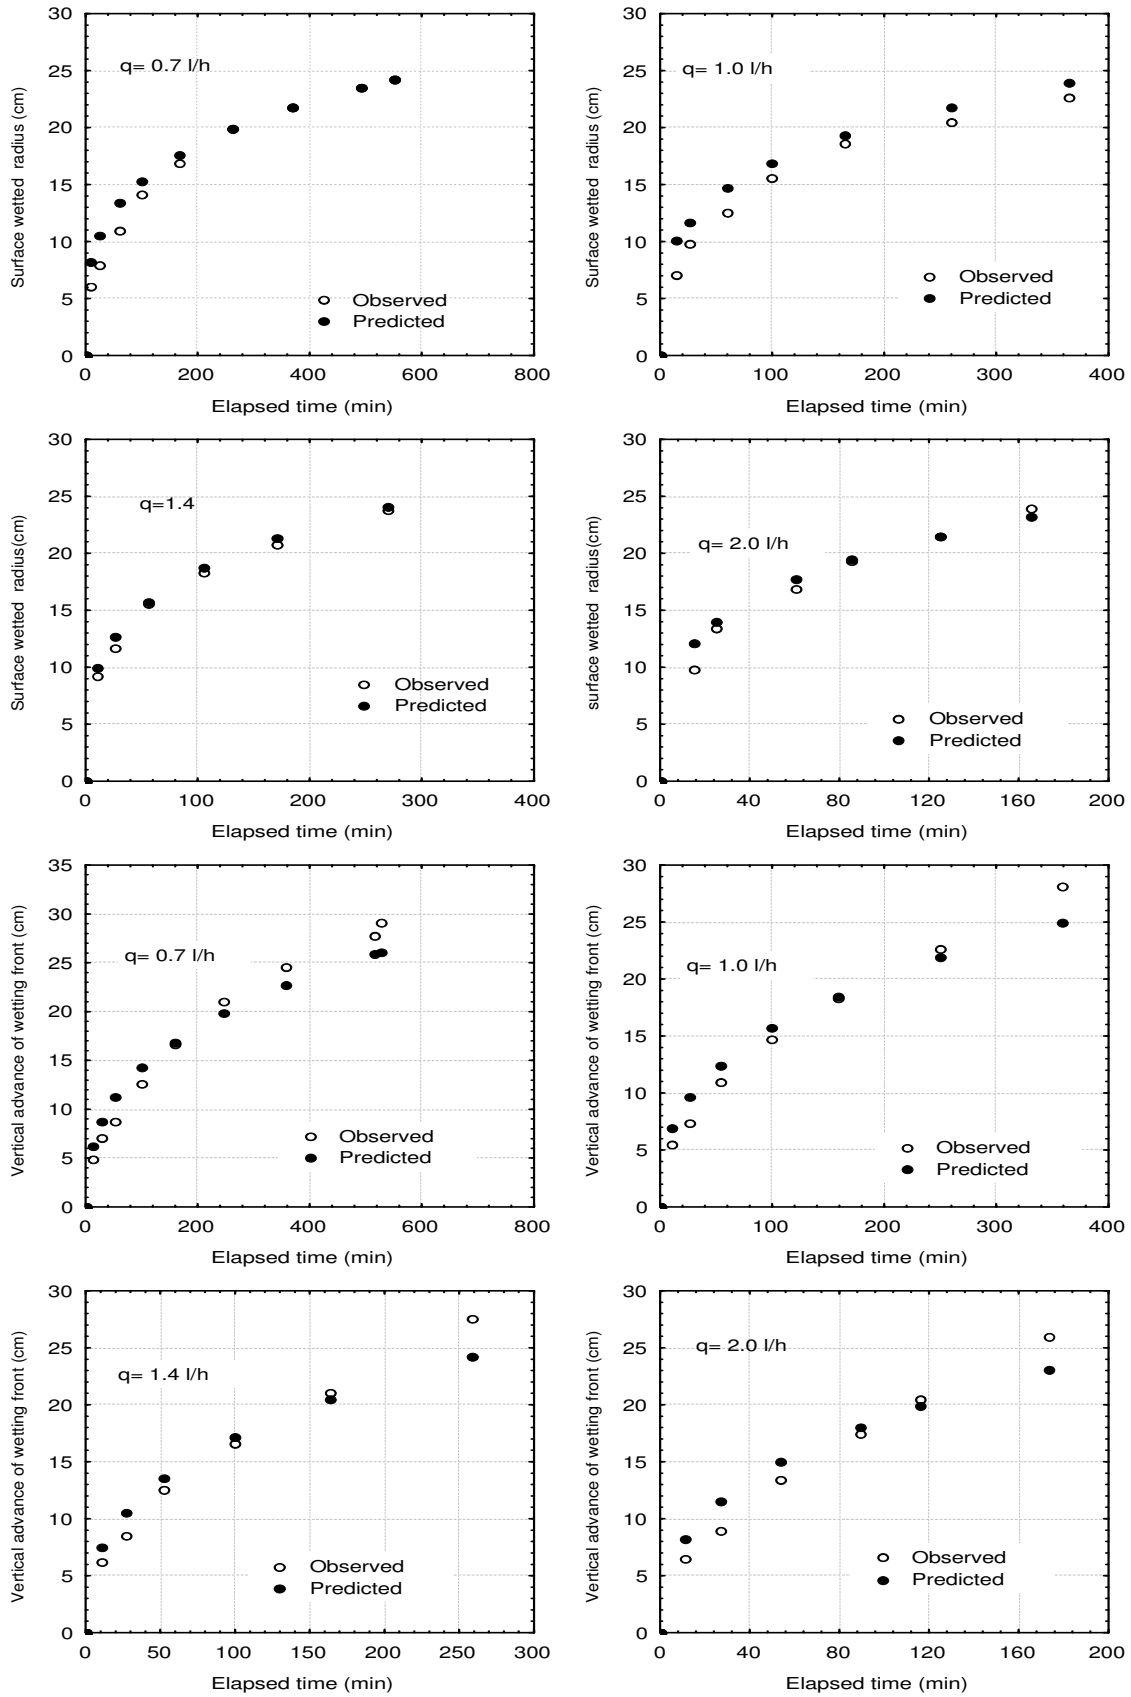 30
25
20
15
10
5
0
Surface wetted radius (cm)
q= 0.7 l/h
Observed
Predicted
0 200 400 600 800
Elapsed time (min)
30
25
20
15
10
5
0
Surface wetted radius (cm)
q= 1.0 l/h
Observed
Predicted
0 100 200 300 400
Elapsed time (min)
30
25
20
15
10
5
0
Surface wetted radius(cm)
q=1.4
Observed
Predicted
0 100 200 300 400
Elapsed time (min)
30
25
20
15
10
5
0
surface wetted radius (cm)
q= 2.0 l/h
Observed
Predicted
0 40 80 120 160 200
Elapsed time (min)
35
30
25
20
15
10
5
0
Vertical advance of wetting front (cm)
q= 0.7 l/h
Observed
Predicted
0 200 400 600 800
Elapsed time (min)
30
25
20
15
10
5
0
Vertical advance of wetting front (cm)
q= 1.0 l/h
Observed
Predicted
0 100 200 300 400
Elapsed time (min)
30
25
20
15
10
5
0
Vertical advance of wetting front (cm)
q= 1.4 l/h
Observed
Predicted
0 50 100 150 200 250 300
Elapsed time (min)
30
25
20
15
10
5
0
Vertical advance of wetting front (cm)
q= 2.0 l/h
Observed
Predicted
0 40 80 120 160 200
Elapsed time (min)